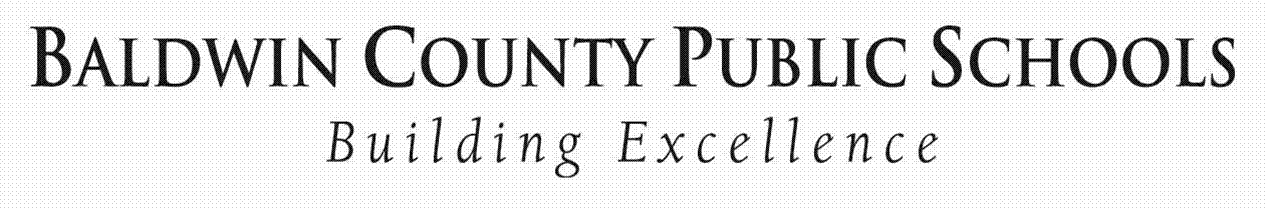 BALDWIN COUNTY PUBLIC SCHOOLS
Building Excellence